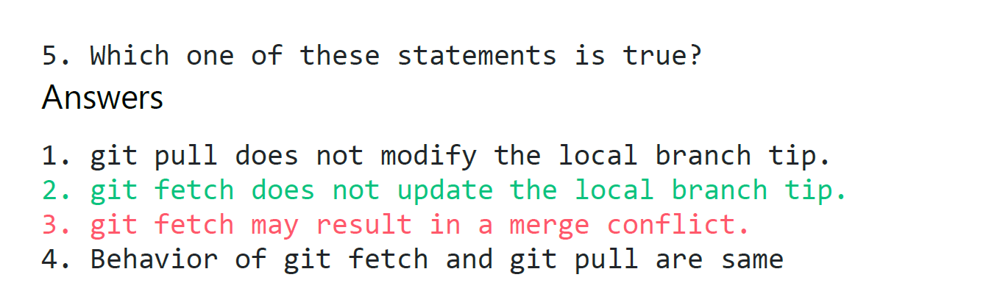 5. Which one of these statements is true?
Answers
1. git pull does not modify the local branch tip.
2. git fetch does not update the local branch tip.
3. git fetch may result in a merge conflict.
4. Behavior of git fetch and git pull are same